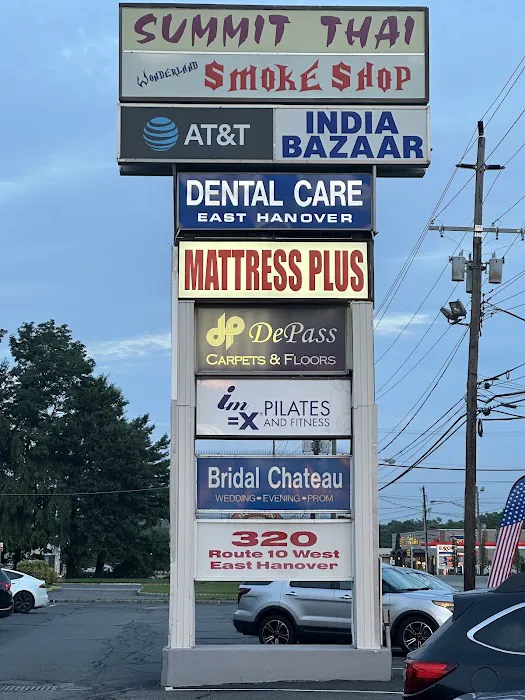 SUMMIT THAI
WONDERLAND SMOKE SHOP
AT&T
INDIA
BAZAAR
DENTAL CARE
EAST HANOVER
MATTRESS PLUS
dp DePass
CARPETS & FLOORS
im=X PILATES
AND FITNESS
Bridal Chateau
WEDDING•EVENING•PROM
320
Route 10 West
East Hanover